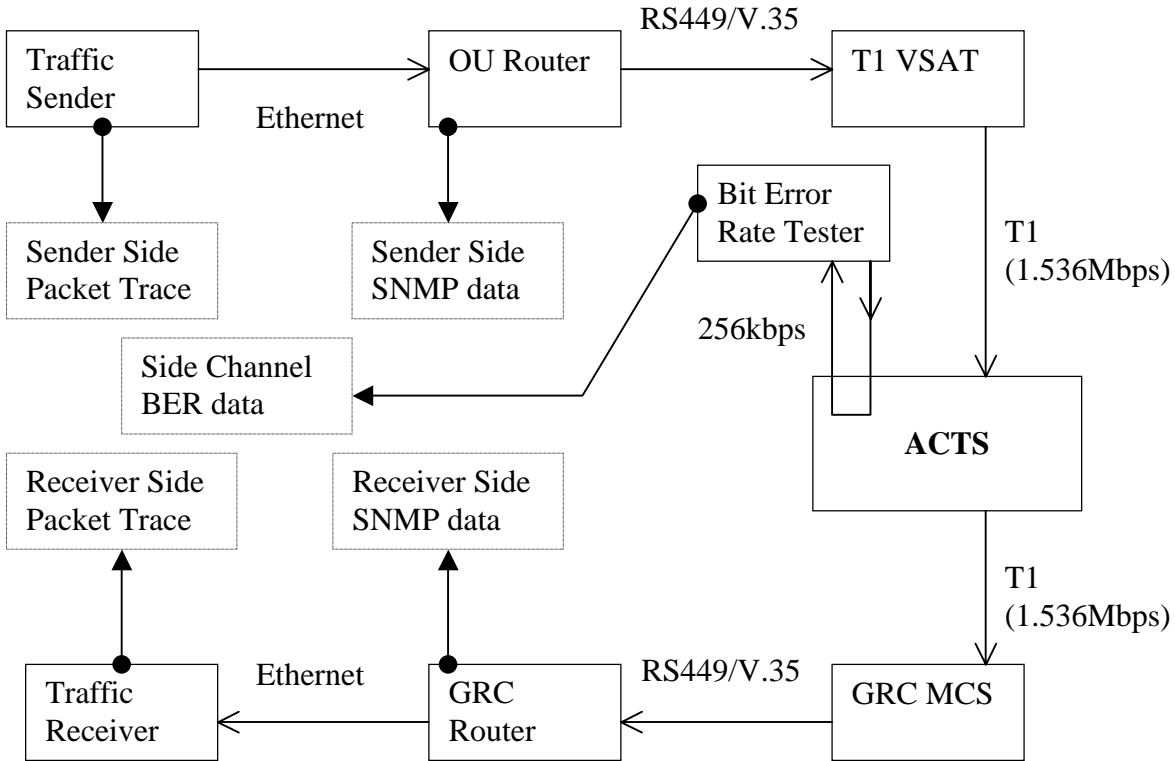 RS449/V.35
Traffic
Sender
OU Router
T1 VSAT
Ethernet
Bit Error
Rate Tester
Sender Side
Packet Trace
Sender Side
SNMP data
T1
(1.536Mbps)
256kbps
Side Channel
BER data
ACTS
Receiver Side
Packet Trace
Receiver Side
SNMP data
T1
(1.536Mbps)
Ethernet
RS449/V.35
Traffic
Receiver
GRC
Router
GRC MCS